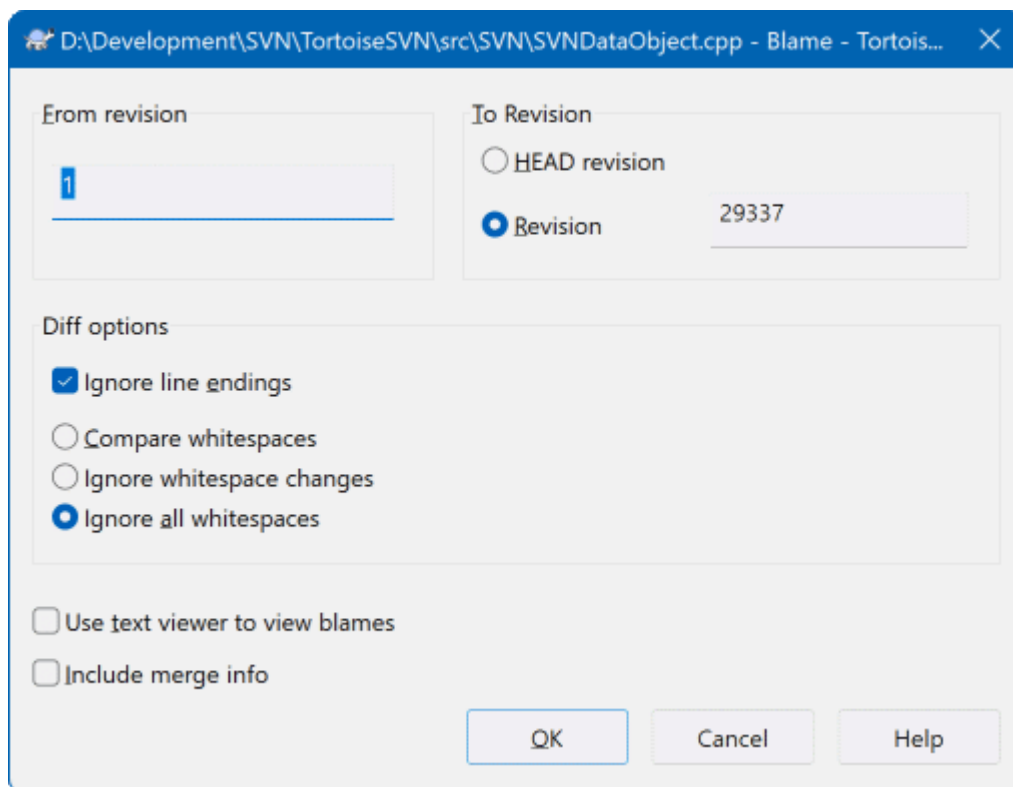 D:\Development\SVN\TortoiseSVN\src\SVN\SVNDataObject.cpp - Blame - Tortois...
From revision
1
To Revision
HEAD revision
Revision
29337
Diff options
Ignore line endings
Compare whitespaces
Ignore whitespace changes
Ignore all whitespaces
Use text viewer to view blames
Include merge info
OK
Cancel
Help